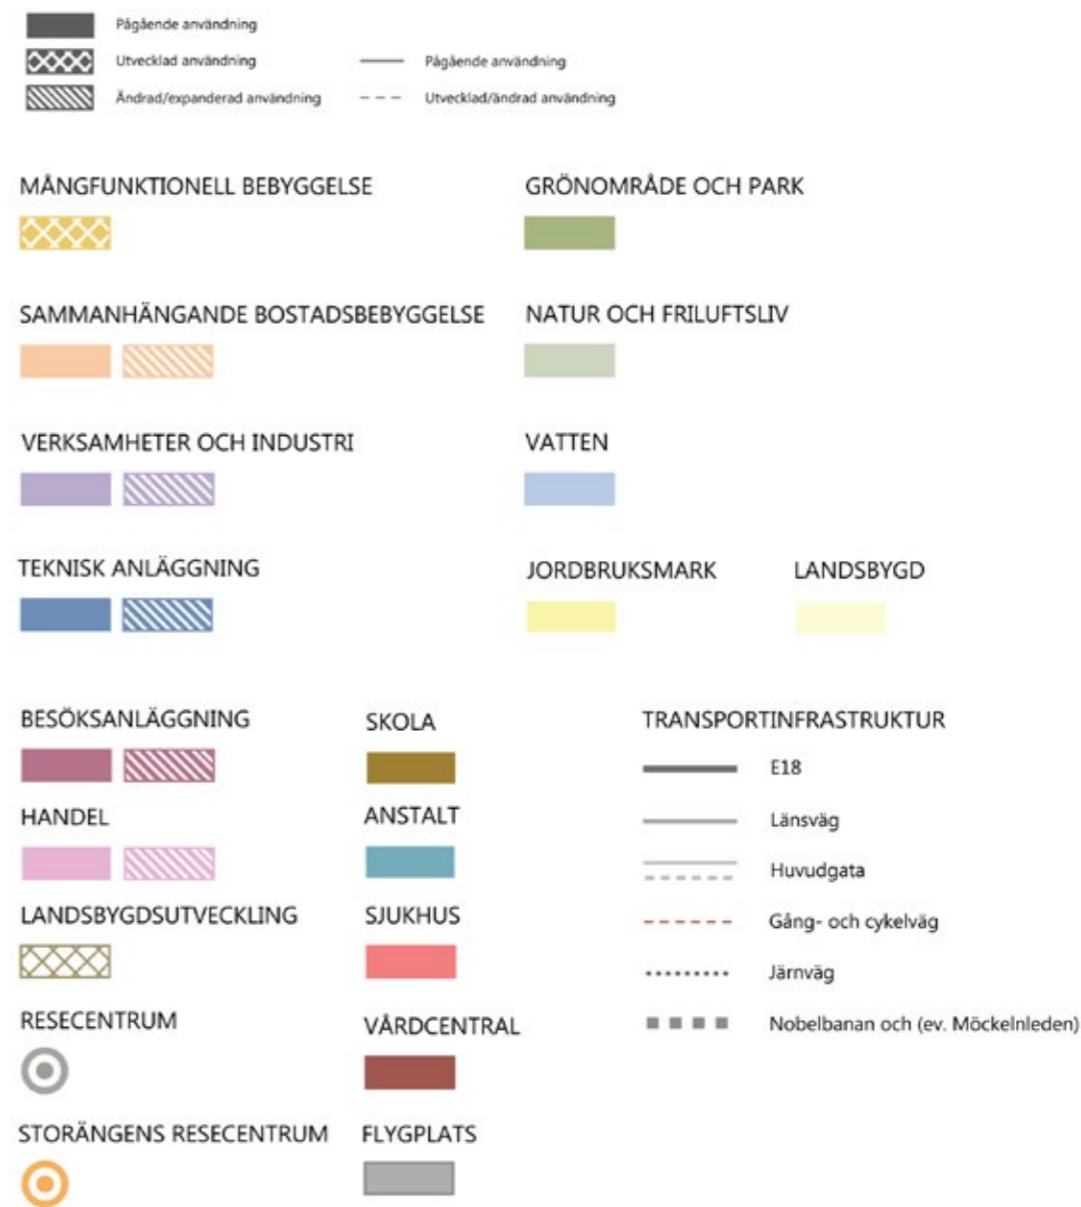 Pågående användning
Utvecklad användning
Pågående användning
Ändrad/expanderad användning
Utvecklad/ändrad användning
MÅNGFUNKTIONELL BEBYGGELSE
GRÖNOMRÅDE OCH PARK
SAMMANHÄNGANDE BOSTADSBEBYGGELSE
NATUR OCH FRILUFTSLIV
VERKSAMHETER OCH INDUSTRI
VATTEN
TEKNISK ANLÄGGNING
JORDBRUKSMARK
LANDSBYGD
BESÖKSANLÄGGNING
HANDEL
LANDSBYGDSUTVECKLING
RESECENTRUM
STORÄNGENS RESECENTRUM
SKOLA
ANSTALT
SJUKHUS
VÅRDCENTRAL
FLYGPLATS
TRANSPORTINFRASTRUKTUR
E18
Länsväg
Huvudgata
Gång- och cykelväg
Järnväg
Nobelbanan och (ev. Möckelnleden)